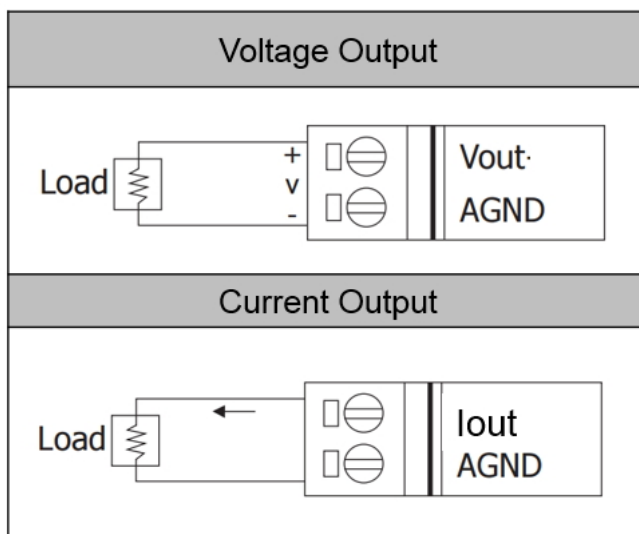 Voltage Output
+
Load
v
Vout·
-
AGND
Current Output
Load
Iout
AGND